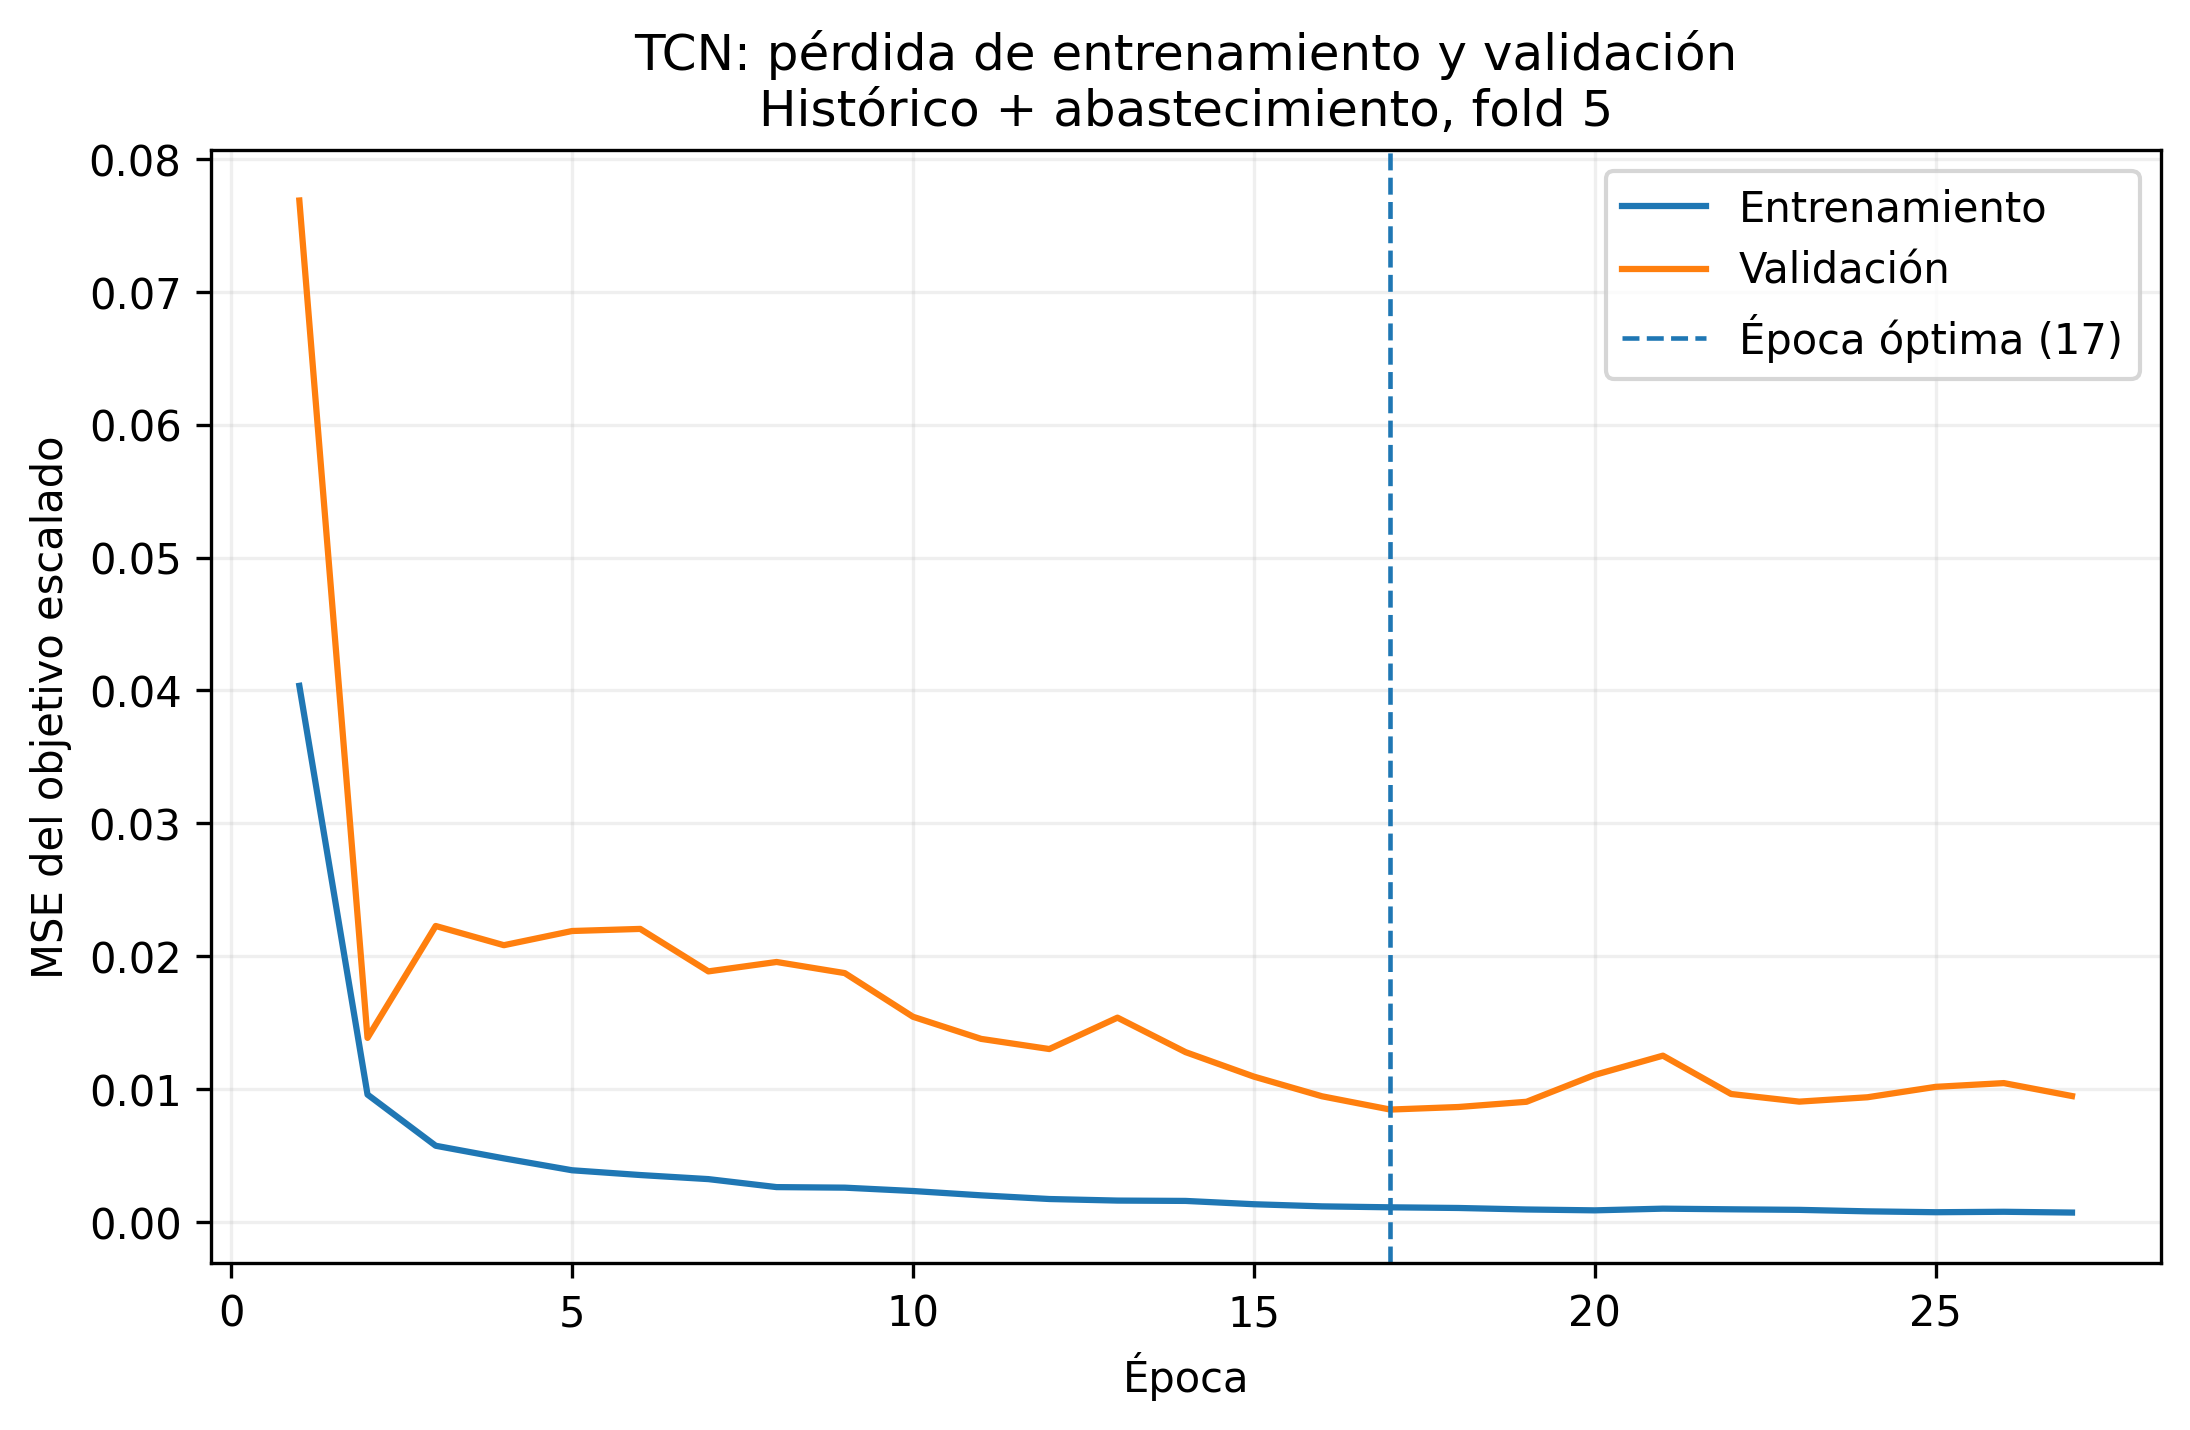 TCN: pérdida de entrenamiento y validación
Histórico + abastecimiento, fold 5
MSE del objetivo escalado
0.08
0.07
0.06
0.05
0.04
0.03
0.02
0.01
0.00
Entrenamiento
Validación
Época óptima (17)
0 5 10 15 20 25
Época